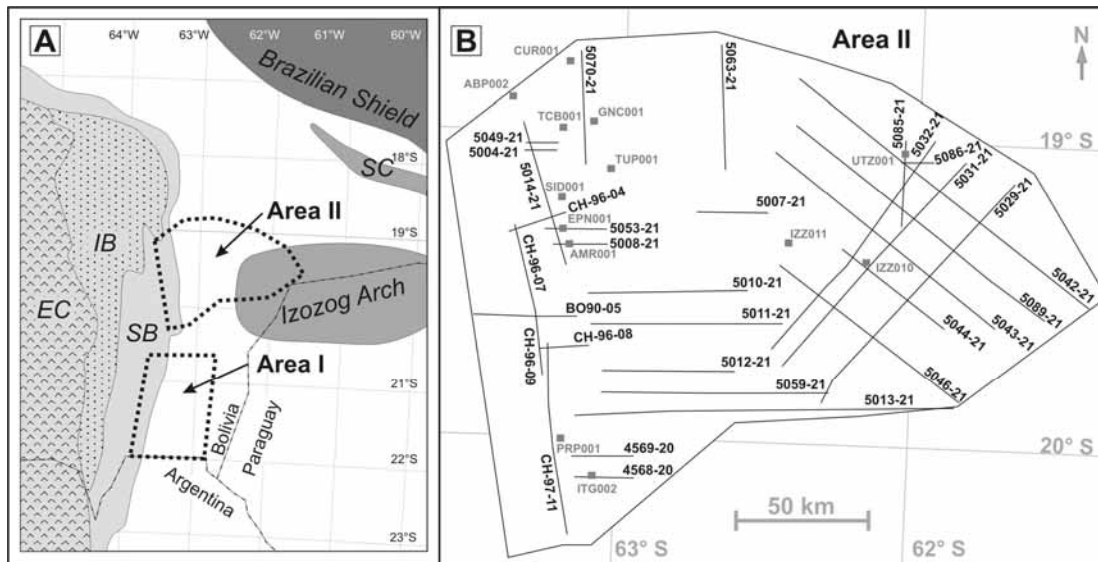 A
64°W
63°W
62°W
61°W
60°W
Brazilian Shield
SC
18°S
IB
Area II
19°S
EC
Izozog Arch
20°S
SB
Area I
21°S
Bolivia
Paraguay
22°S
Argentina
23°S
B
Area II
N
CUR001
5070-21
5063-21
ABP002
TCB001
GNC001
5049-21
5004-21
5014-21
TUP001
5085-21
5032-21
19° S
UTZ001
5086-21
5031-21
5029-21
SID001
CH-96-04
5007-21
EPN001
5053-21
5008-21
AMR001
IZZ011
IZZ010
CH-96-07
5010-21
5042-21
BO90-05
5011-21
5089-21
5043-21
5044-21
CH-96-08
CH-96-09
5012-21
5059-21
5046-21
5013-21
PRP001
4569-20
20° S
CH-97-11
4568-20
ITG002
50 km
63° S
62° S